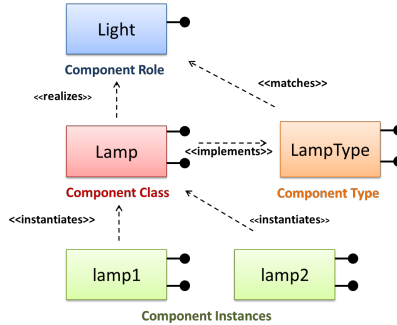 Light
Component Role
<<matches>>
<<realizes>>
Lamp
<<implements>>
LampType
Component Class
Component Type
<<instantiates>>
<<instantiates>>
lamp1
lamp2
Component Instances